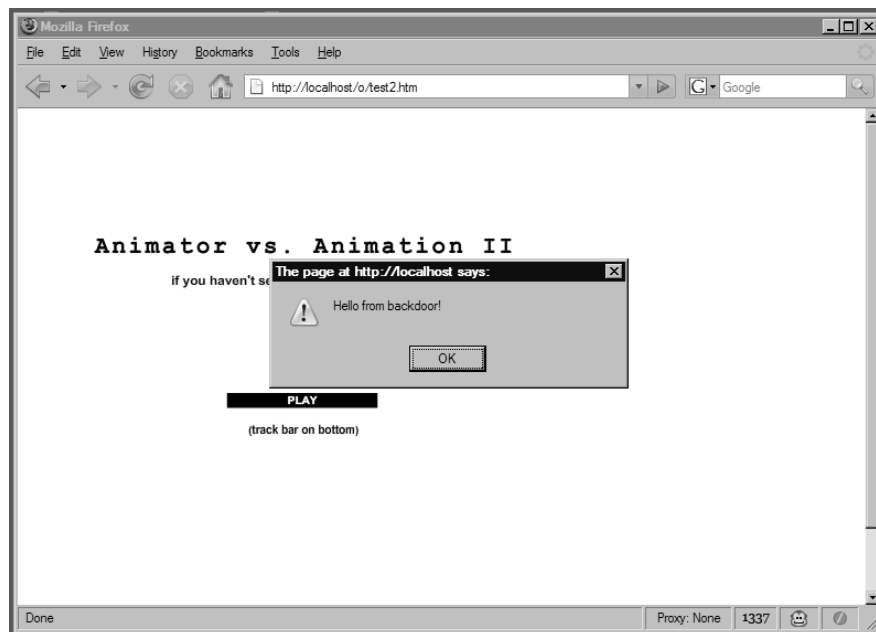 Mozilla Firefox
File Edit View History Bookmarks Tools Help
http://localhost/o/test2.htm
G Google
Animator vs. Animation II
if you haven't se
The page at http://localhost says:
Hello from backdoor!
OK
PLAY
(track bar on bottom)
Done Proxy: None 1337